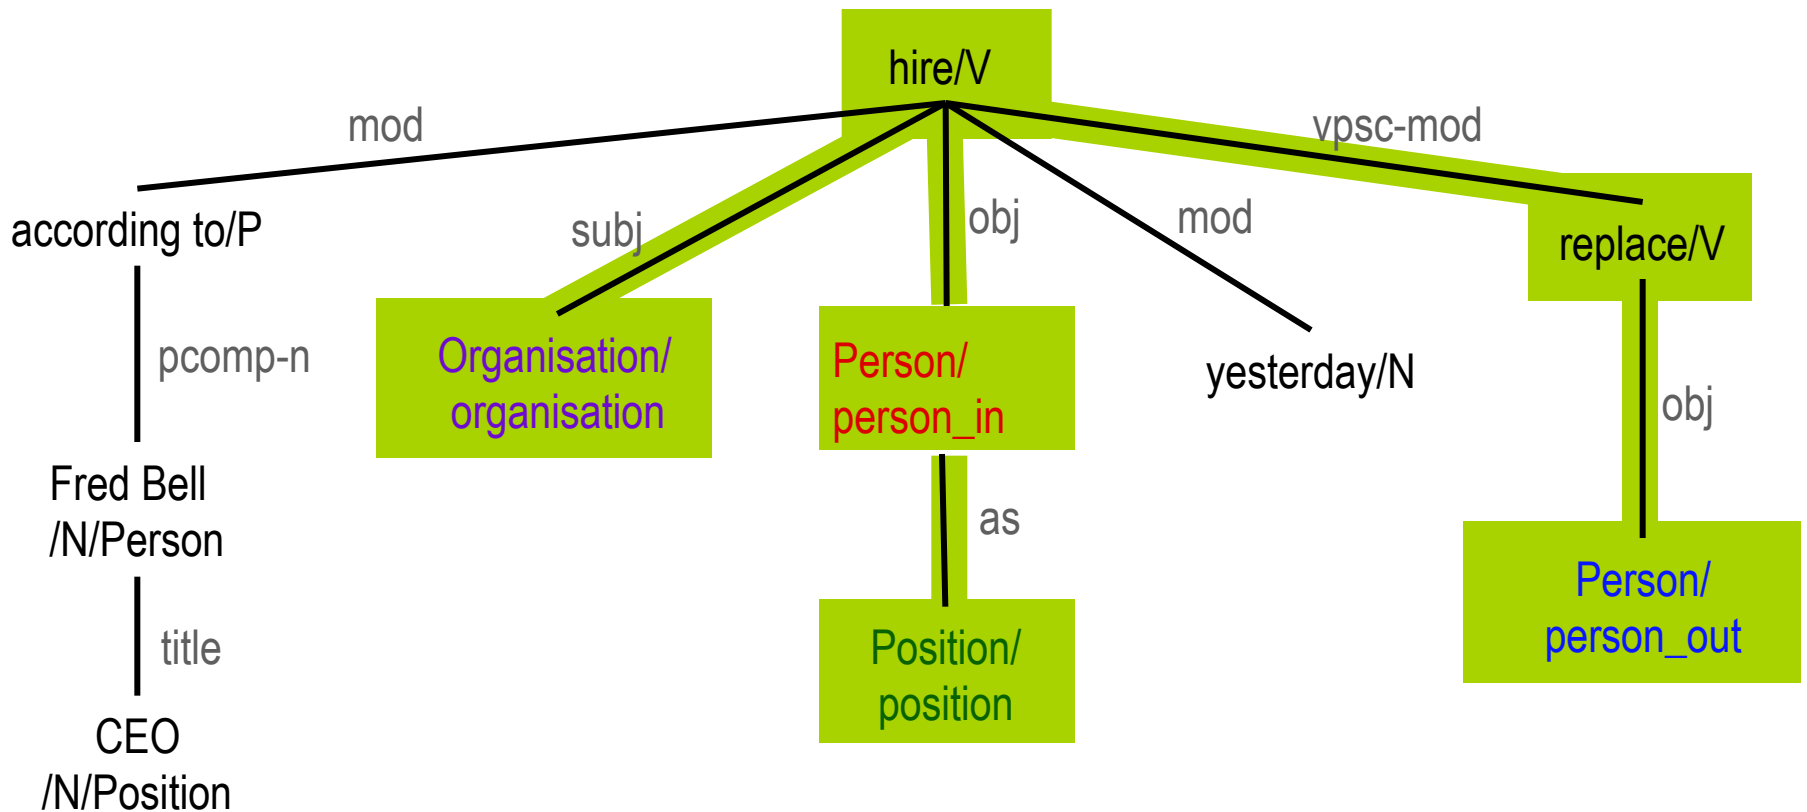 hire/V
mod
vpsc-mod
according to/P
subj
obj
mod
replace/V
pcomp-n
Organisation/
organisation
Person/
person_in
yesterday/N
obj
Fred Bell
/N/Person
as
title
Position/
position
Person/
person_out
CEO
/N/Position